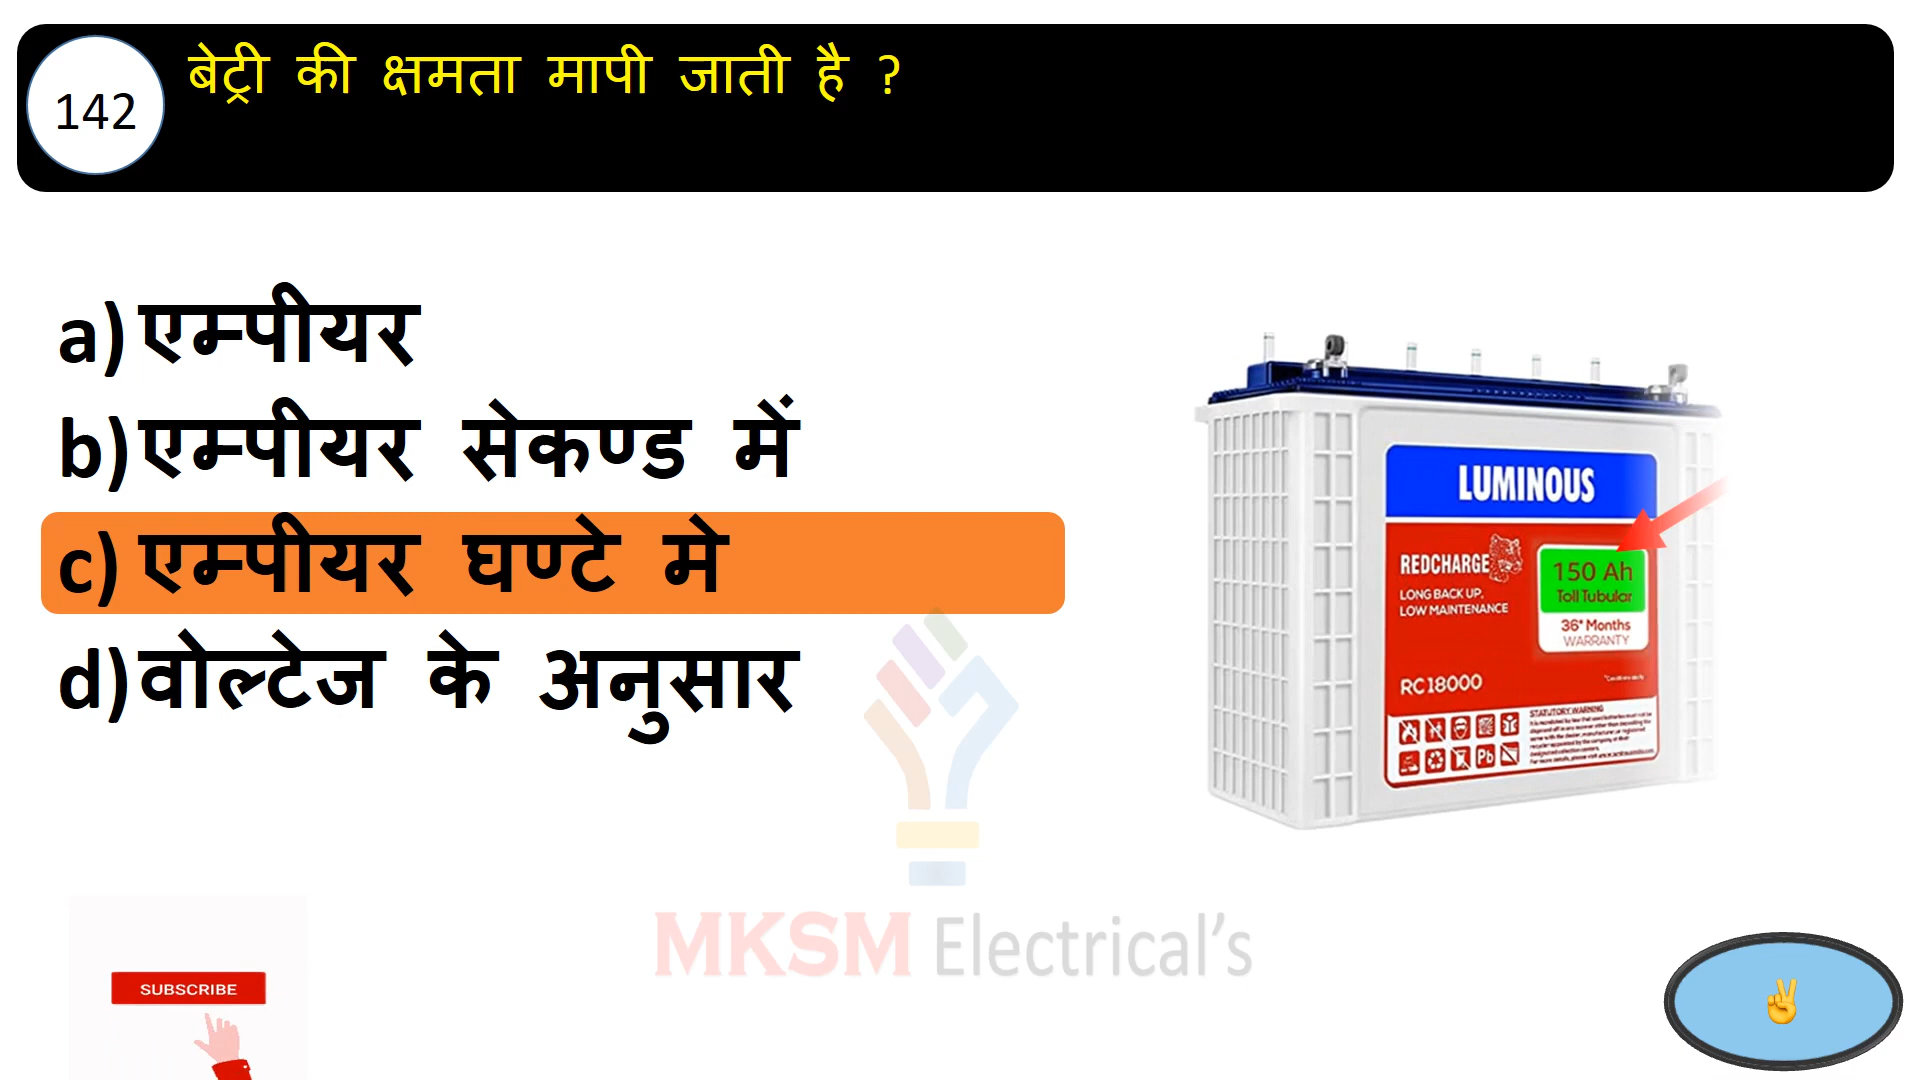 142
बेट्री की क्षमता मापी जाती है ?
a) एम्पीयर
b) एम्पीयर सेकण्ड में
c) एम्पीयर घण्टे मे
d) वोल्टेज के अनुसार
LUMINOUS
REDCHARGE
LONG BACK UP,
LOW MAINTENANCE
150 Ah
Toll Tubular
36* Months
WARRANTY
RC18000
STATUTORY WARNING
Pb
MKSM Electrical's
SUBSCRIBE